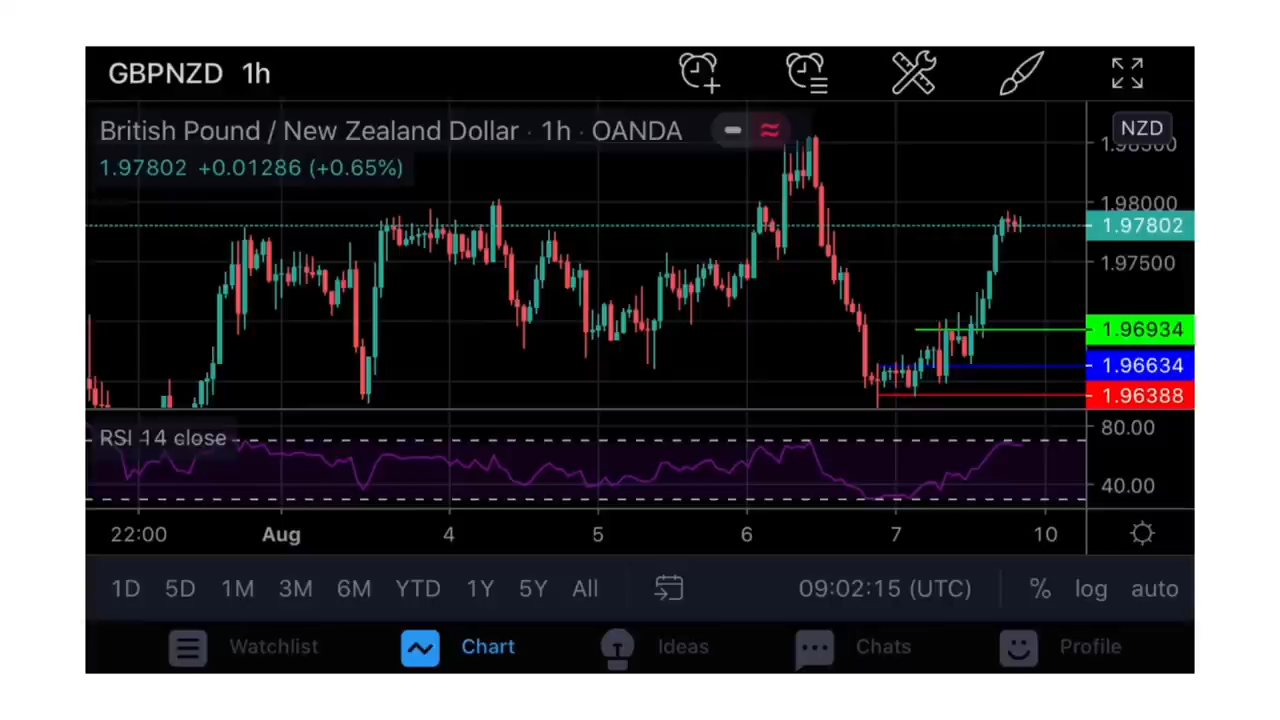 GBPNZD 1h
British Pound / New Zealand Dollar · 1h · OANDA
NZD
1.97802 +0.01286 (+0.65%)
1.98500
1.98000
1.97802
1.97500
1.96934
1.96634
1.96388
RSI 14 close
80.00
40.00
22:00 Aug 4 5 6 7 10
1D 5D 1M 3M 6M YTD 1Y 5Y All 09:02:15 (UTC) % log auto
Watchlist Chart Ideas Chats Profile